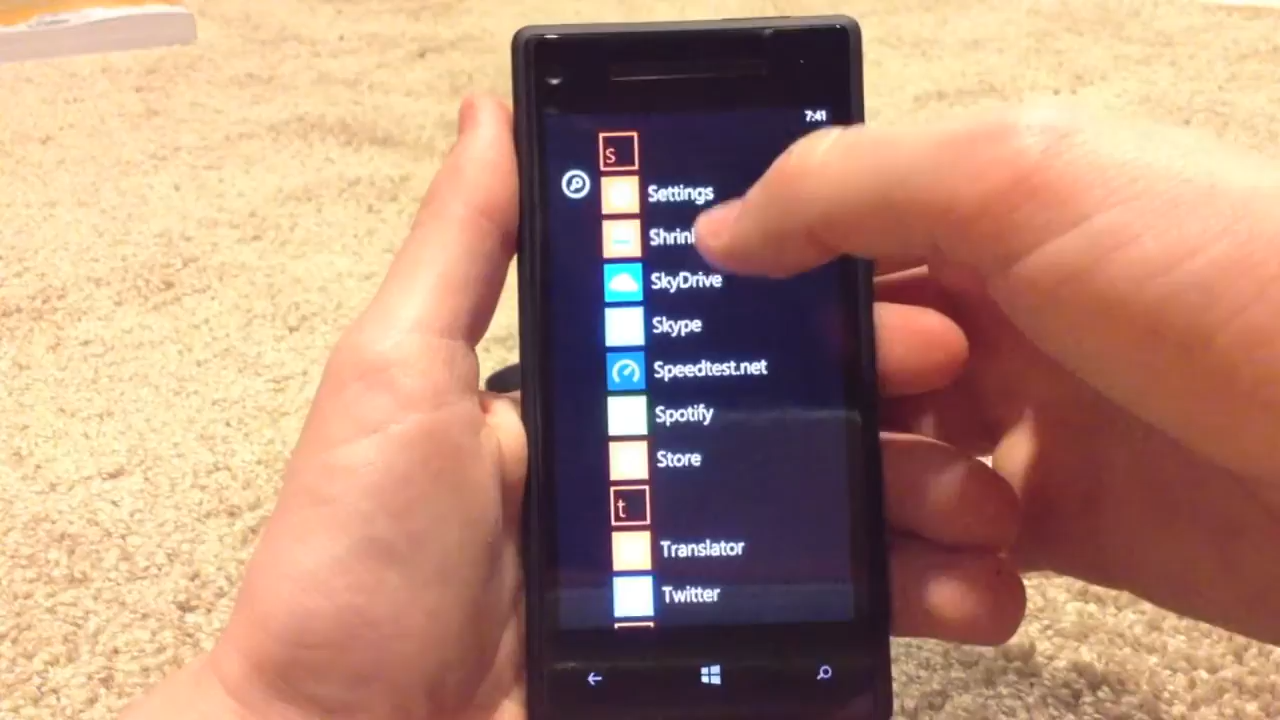 7:41
s
Settings
SkyDrive
Skype
Speedtest.net
Spotify
Store
t
Translator
Twitter